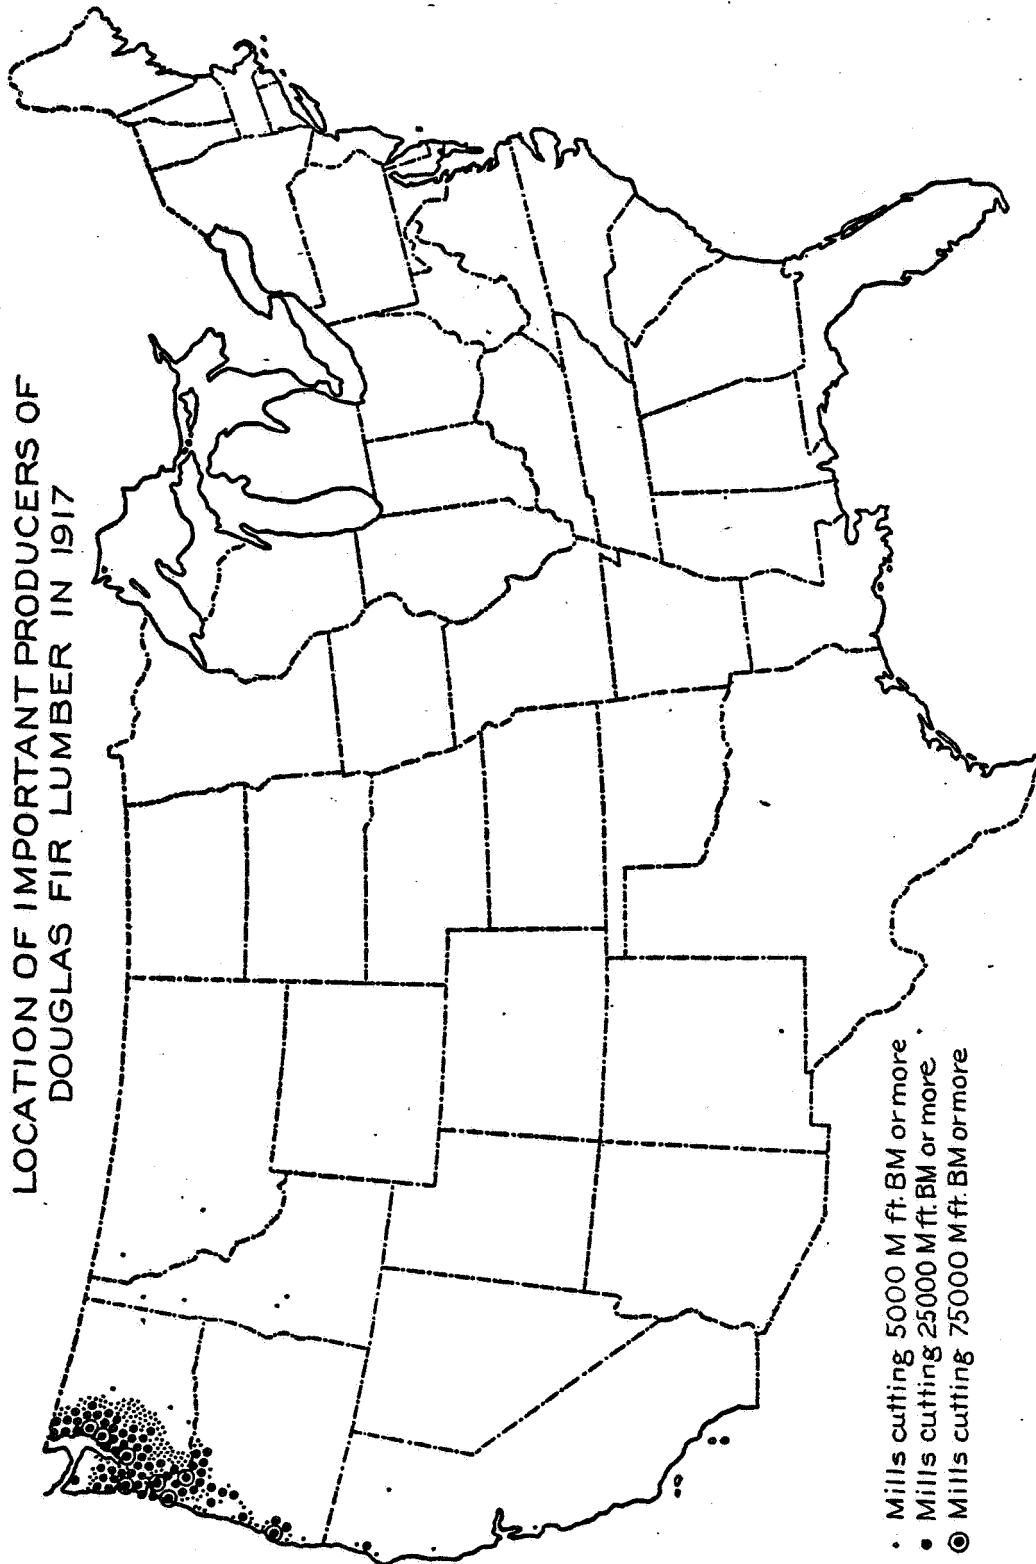 LOCATION OF IMPORTANT PRODUCERS OF
DOUGLAS FIR LUMBER IN 1917
Mills cutting 5000 M ft. BM or more
Mills cutting 25000 M ft. BM or more
Mills cutting 75000 M ft. BM or more